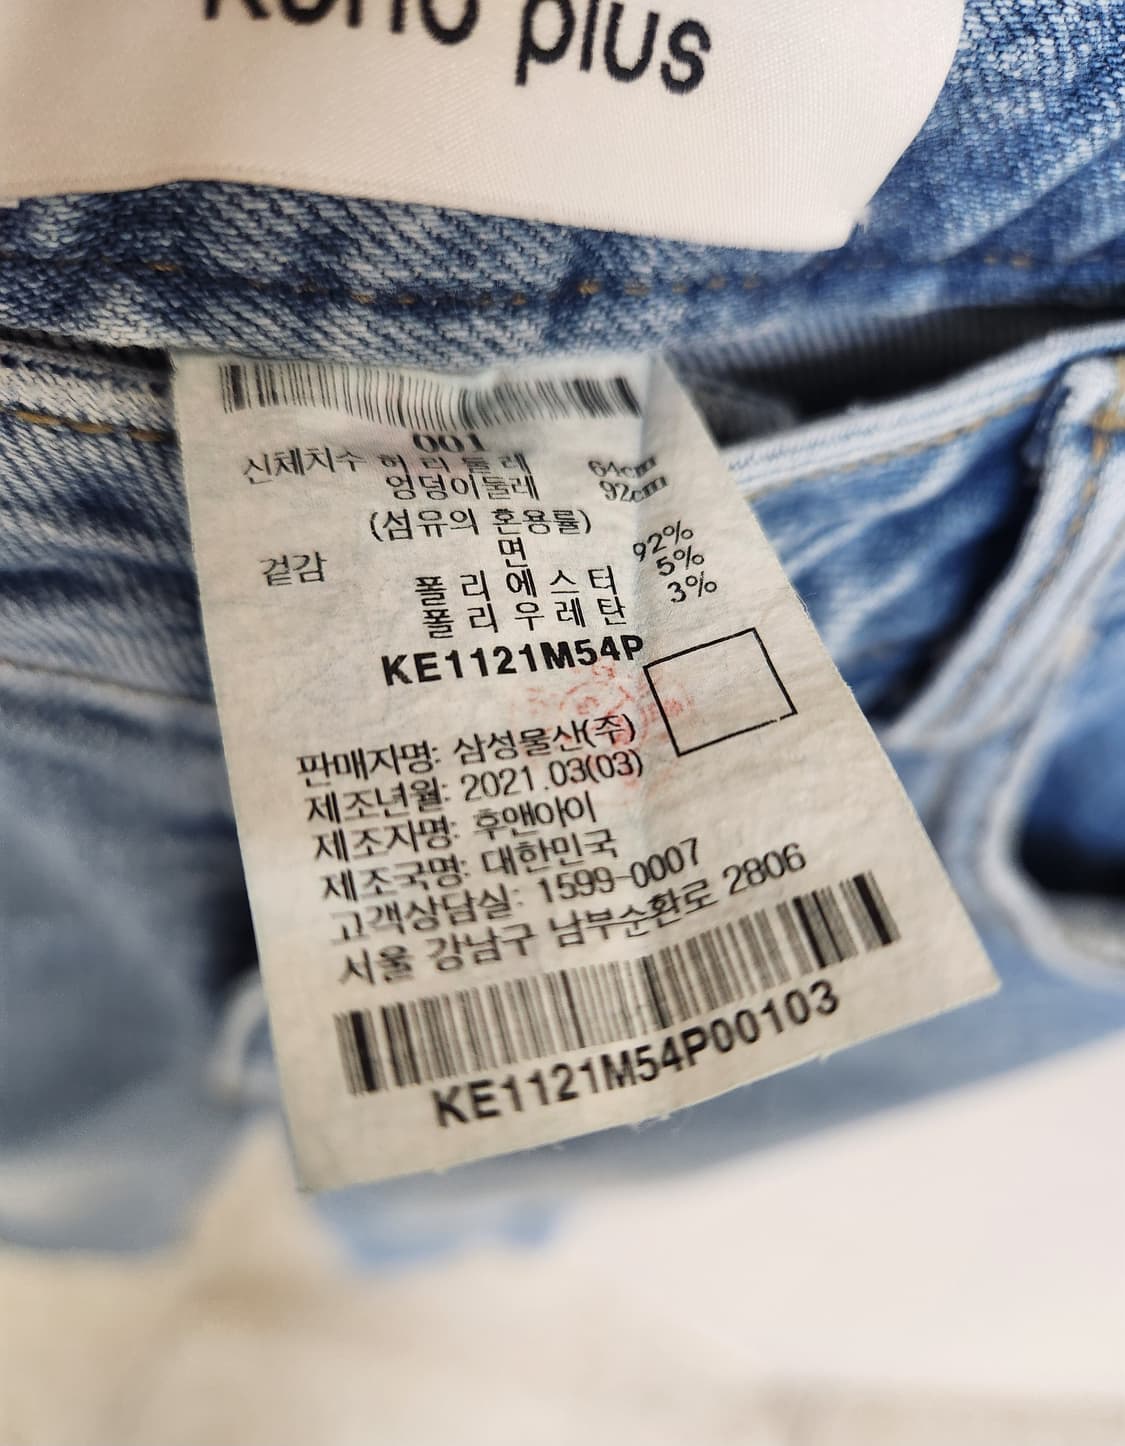 plus
001
신체치수 허리둘레 64cm
엉덩이둘레 92cm
(섬유의 혼용률)
겉감 면 92%
폴리에스터 5%
폴리우레탄 3%
KE1121M54P
판매자명: 삼성물산(주)
제조년월: 2021.03(03)
제조자명: 후앤아이
제조국명: 대한민국
고객상담실: 1599-0007
서울 강남구 남부순환로 2806
KE1121M54P00103